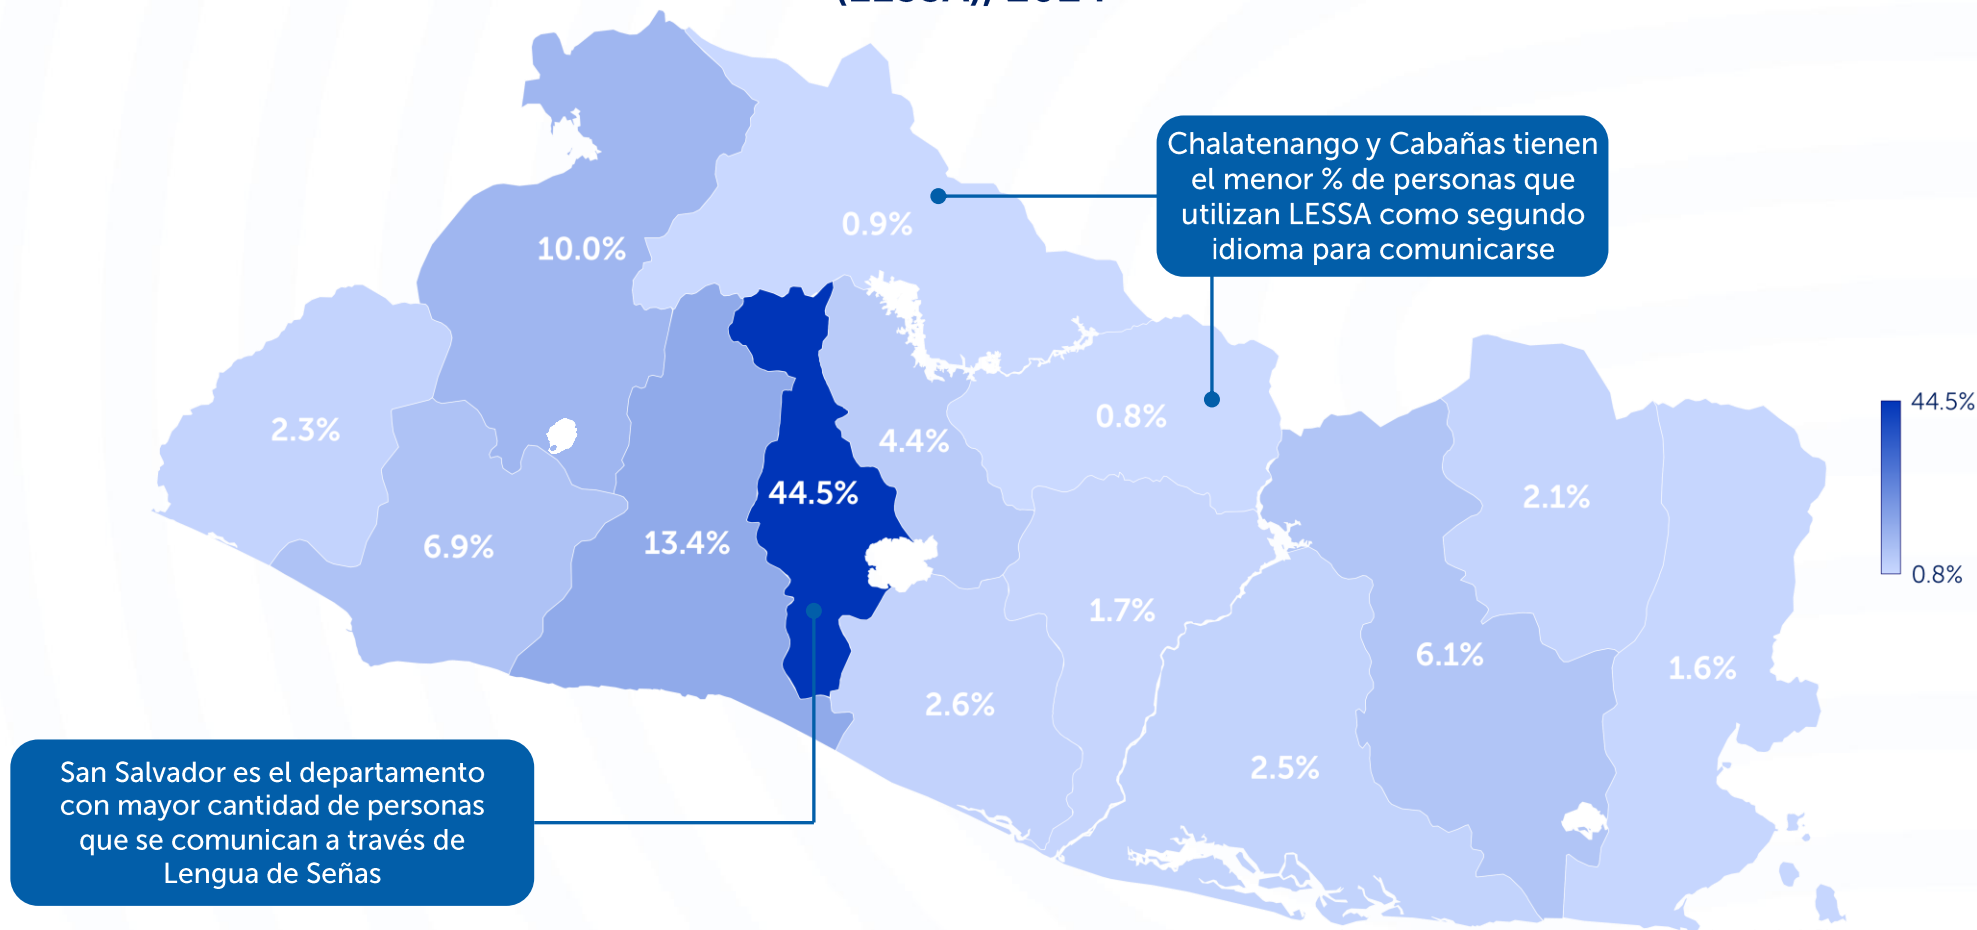 Chalatenango y Cabañas tienen
el menor % de personas que
utilizan LESSA como segundo
idioma para comunicarse
0.9%
10.0%
2.3%
0.8%
4.4%
44.5%
0.8%
44.5%
2.1%
6.9%
13.4%
1.7%
6.1%
1.6%
2.6%
2.5%
San Salvador es el departamento
con mayor cantidad de personas
que se comunican a través de
Lengua de Señas